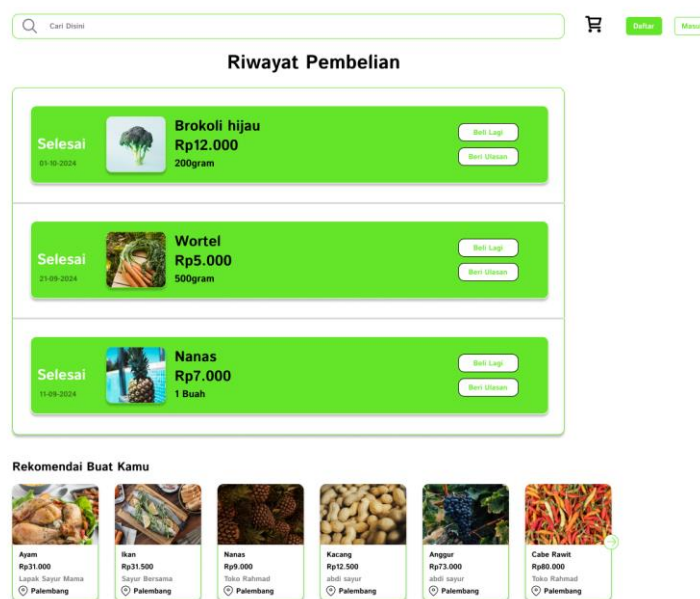 Cari Disini
Daftar
Riwayat Pembelian
Selesai
01-10-2024
Brokoli hijau
Rp12.000
200gram
Beli Lagi
Beri Ulasan
Selesai
21-09-2024
Wortel
Rp5.000
500gram
Beli Lagi
Beri Ulasan
Selesai
11-09-2024
Nanas
Rp7.000
1 Buah
Beli Lagi
Beri Ulasan
Rekomendai Buat Kamu
Ayam
Rp31.000
Lapak Sayur Mama
Palembang
Ikan
Rp31.500
Sayur Bersama
Palembang
Nanas
Rp9.000
Toko Rahmad
Palembang
Kacang
Rp12.500
abdi sayur
Palembang
Anggur
Rp73.000
abdi sayur
Palembang
Cabe Rawit
Rp80.000
Toko Rahmad
Palembang